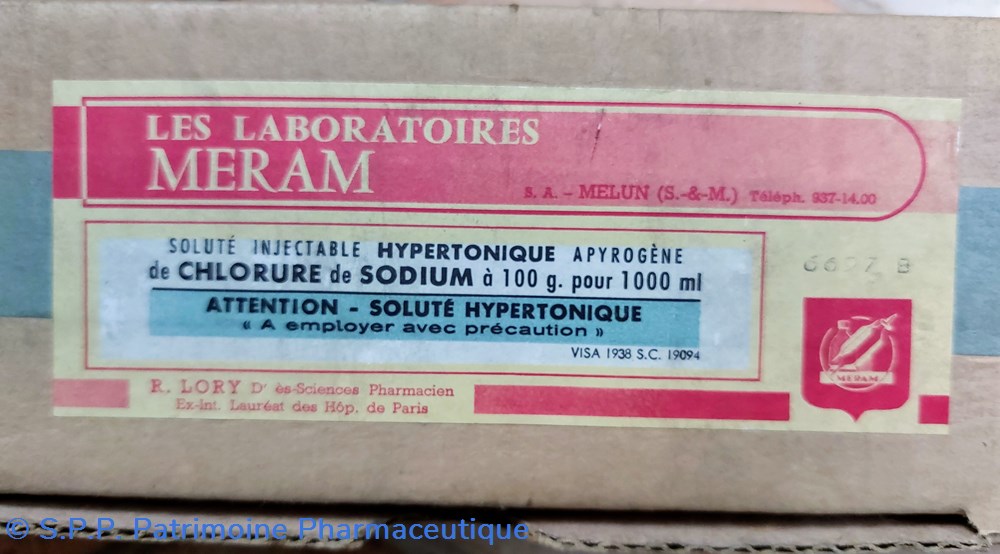 LES LABORATOIRES
MERAM
S. A. - MELUN (S.-&-M.) Téléph. 937-14.00
SOLUTÉ INJECTABLE HYPERTONIQUE APYROGÈNE
de CHLORURE de SODIUM à 100 g. pour 1000 ml
ATTENTION - SOLUTÉ HYPERTONIQUE
« A employer avec précaution »
VISA 1938 S.C. 19094
MERAM
R. LORY Dr ès-Sciences Pharmacien
Ex-Int. Lauréat des Hôp. de Paris
© S.P.P. Patrimoine Pharmaceutique